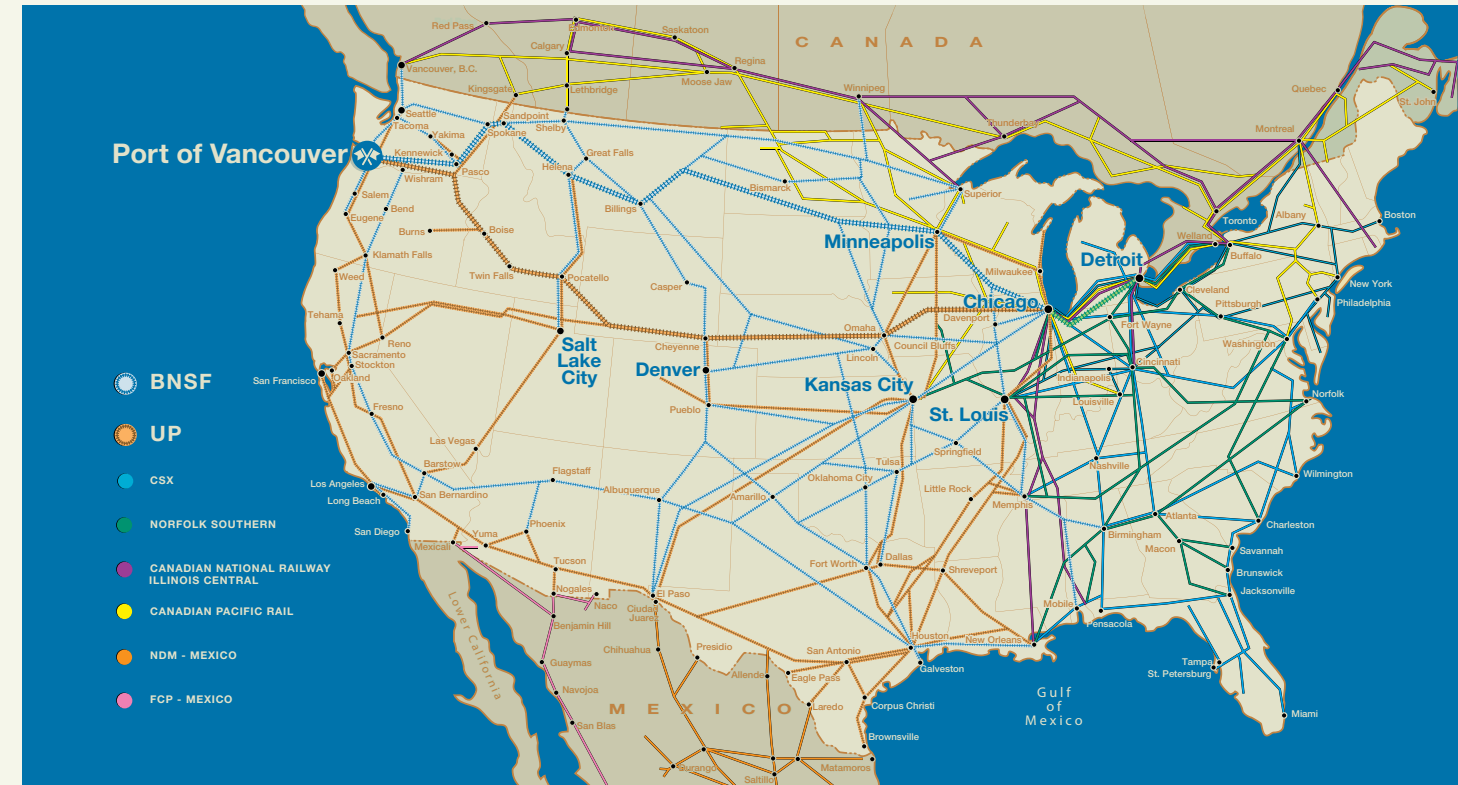 CANADA
Red Pass
Edmonton
Saskatoon
Calgary
Regina
Vancouver, B.C.
Moose Jaw
Kingsgate
Lethbridge
Winnipeg
Quebec
St. John
Seattle
Sandpoint
Tacoma
Yakima
Spokane
Shelby
Thunderbay
Montreal
Port of Vancouver
Kennewick
Great Falls
Helena
Pasco
Wishram
Bismarck
Superior
Salem
Bend
Billings
Eugene
Toronto
Albany
Boston
Burns
Boise
Minneapolis
Welland
Buffalo
Klamath Falls
Detroit
Weed
Twin Falls
Pocatello
Casper
Milwaukee
Cleveland
New York
Chicago
Pittsburgh
Philadelphia
Tehama
Davenport
Fort Wayne
Omaha
Reno
Salt
Lake
City
Cheyenne
Council Bluffs
Washington
Sacramento
Stockton
Lincoln
Cincinnati
San Francisco
Oakland
Denver
Kansas City
Indianapolis
BNSF
Louisville
Norfolk
Fresno
Pueblo
St. Louis
UP
Las Vegas
Springfield
Barstow
Flagstaff
Tulsa
Nashville
CSX
Los Angeles
Long Beach
San Bernardino
Albuquerque
Amarillo
Oklahoma City
Little Rock
Memphis
Wilmington
NORFOLK SOUTHERN
San Diego
Phoenix
Yuma
Atlanta
Charleston
Mexicali
Birmingham
Macon
Savannah
CANADIAN NATIONAL RAILWAY
ILLINOIS CENTRAL
Tucson
Fort Worth
Dallas
Shreveport
Brunswick
Nogales
Naco
El Paso
Jacksonville
CANADIAN PACIFIC RAIL
Lower California
Benjamin Hill
Ciudad
Juarez
Mobile
Pensacola
NDM - MEXICO
Guaymas
Chihuahua
Presidio
San Antonio
Houston
New Orleans
Galveston
Tampa
St. Petersburg
Allende
Eagle Pass
FCP - MEXICO
Navojoa
MEXICO
Laredo
Corpus Christi
Gulf
of
Mexico
Miami
San Blas
Brownsville
Durango
Saltillo
Matamoros